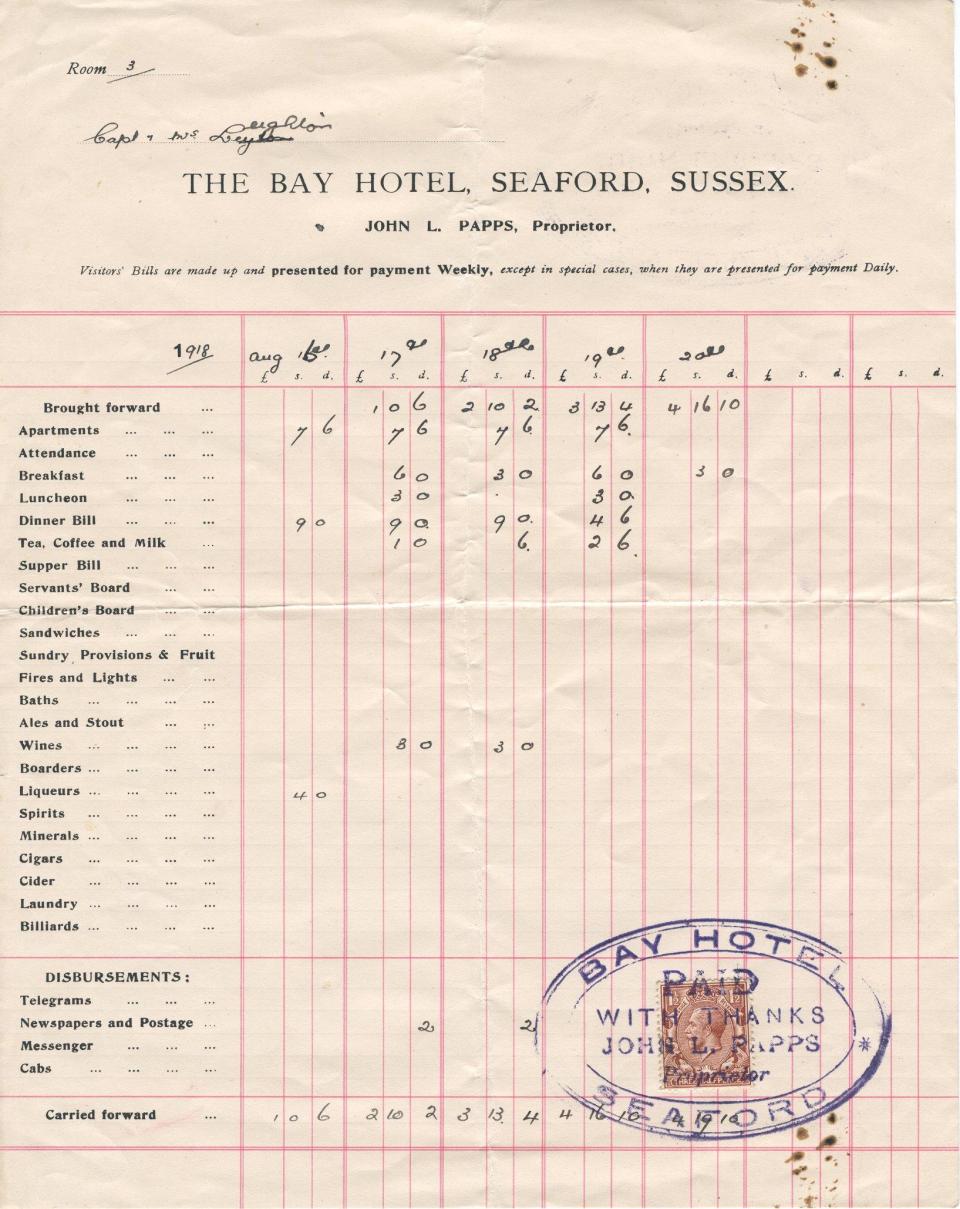 Room 3
Capt & Mrs Leyton eighton
THE BAY HOTEL, SEAFORD, SUSSEX.
JOHN L. PAPPS, Proprietor.
Visitors' Bills are made up and presented for payment Weekly, except in special cases, when they are presented for payment Daily.
1918 aug 16th 17th 18th 19th 20th
£ s. d. £ s. d. £ s. d. £ s. d. £ s. d. £ s. d. £ s. d.
Brought forward ... 1 0 6 2 10 2 3 13 4 4 16 10
Apartments ... ... ... 7 6 7 6 7 6 7 6
Attendance ... ... ...
Breakfast ... ... ... 6 0 3 0 6 0 3 0
Luncheon ... ... ... 3 0 3 0
Dinner Bill ... ... ... 9 0 9 0 9 0 4 6
Tea, Coffee and Milk ... 1 0 6 2 6
Supper Bill ... ... ...
Servants' Board ... ...
Children's Board ... ...
Sandwiches ... ... ...
Sundry Provisions & Fruit
Fires and Lights ... ...
Baths ... ... ... ...
Ales and Stout ... ...
Wines ... ... ... ... 3 0 3 0
Boarders ... ... ... ...
Liqueurs ... ... ... ... 4 0
Spirits ... ... ... ...
Minerals ... ... ... ...
Cigars ... ... ... ...
Cider ... ... ... ...
Laundry ... ... ... ...
Billiards ... ... ... ...
DISBURSEMENTS:
Telegrams ... ... ...
Newspapers and Postage ... 2 2
Messenger ... ... ...
Cabs ... ... ... ...
Carried forward ... 1 0 6 2 10 2 3 13 4 4 16 10 4 19 10
BAY HOTEL
PAID
WITH THANKS
JOHN L. PAPPS
Proprietor
SEAFORD